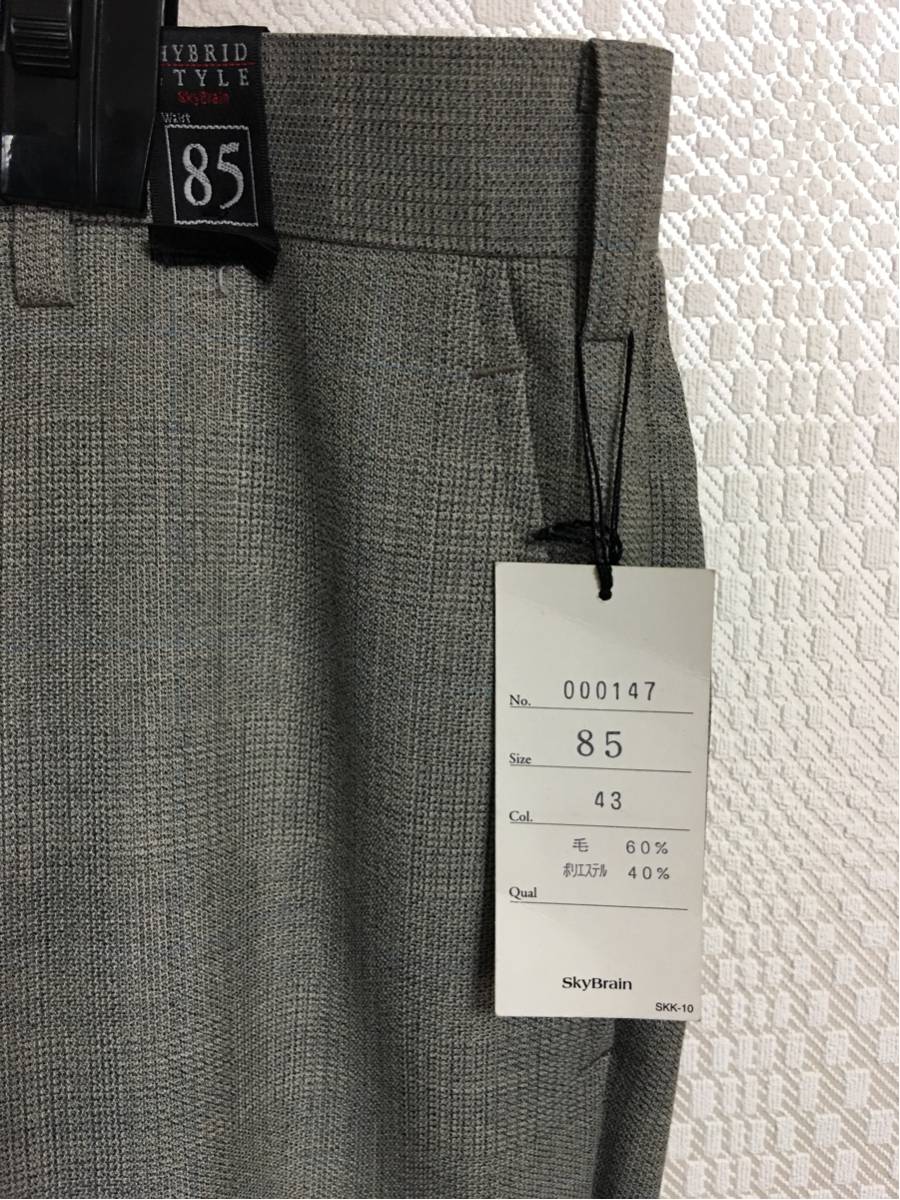 HYBRID
STYLE
SkyBrain
Waist
85
No. 000147
Size 85
Col. 43
毛 60%
ポリエステル 40%
Qual
SkyBrain
SKK-10